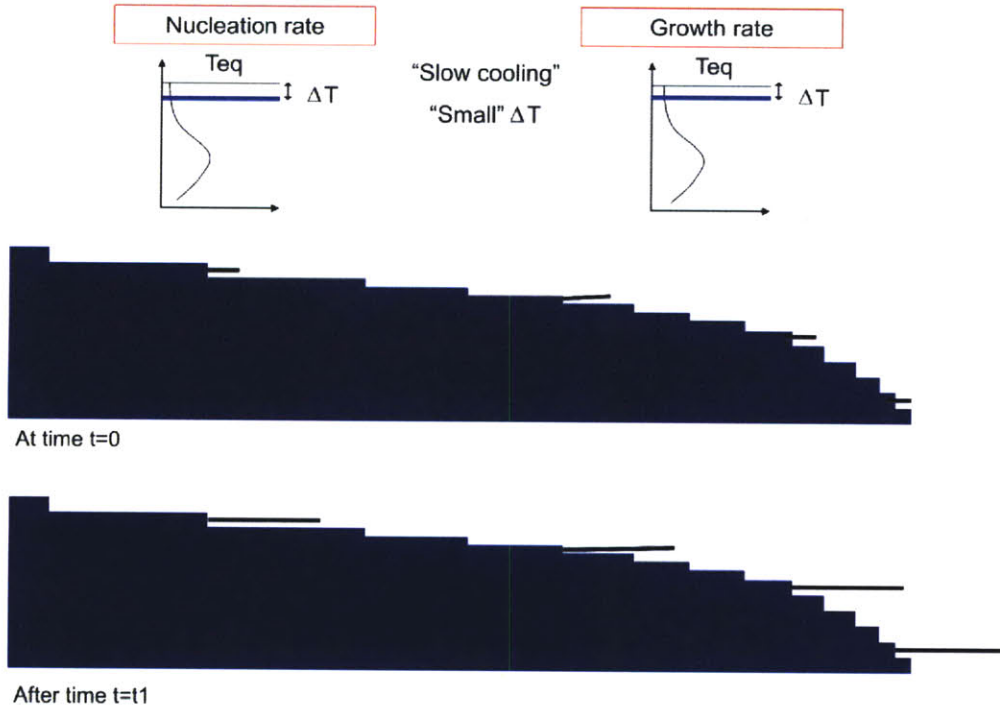 Nucleation rate
Growth rate
Teq
ΔT
“Slow cooling”
“Small” ΔT
Teq
ΔT
At time t=0
After time t=t1